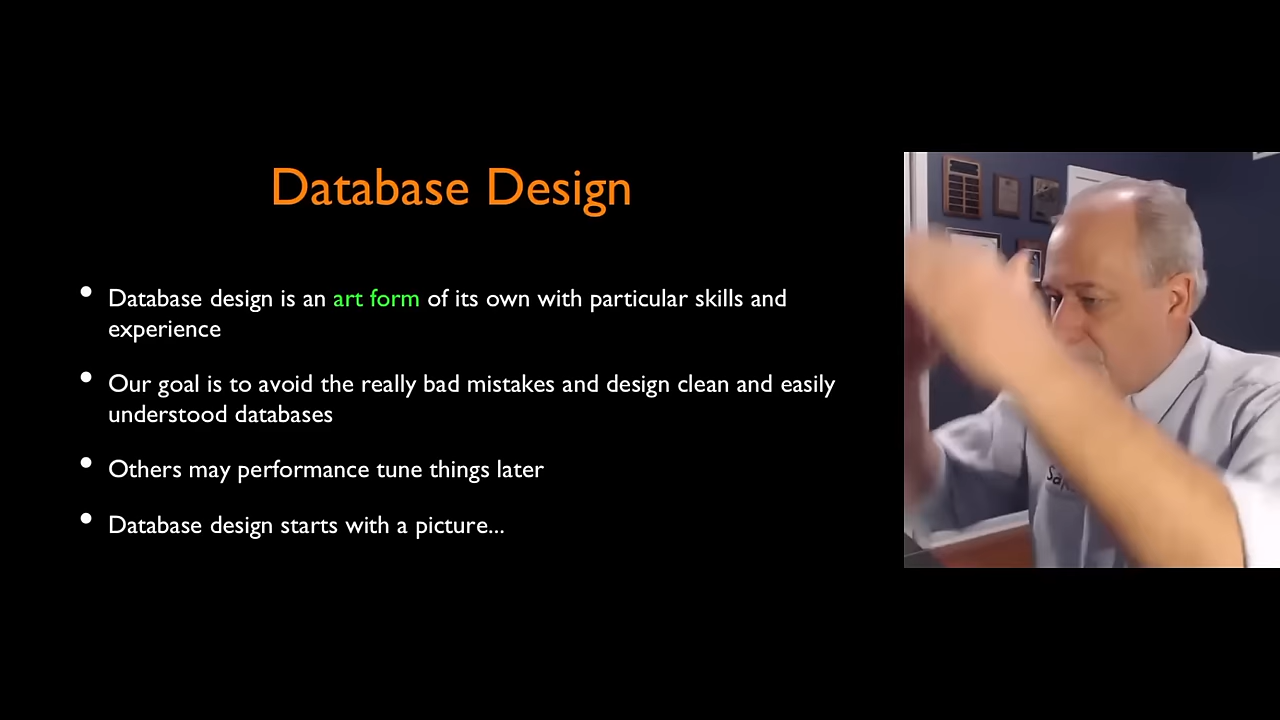 Database Design
• Database design is an art form of its own with particular skills and
experience
• Our goal is to avoid the really bad mistakes and design clean and easily
understood databases
• Others may performance tune things later
• Database design starts with a picture...